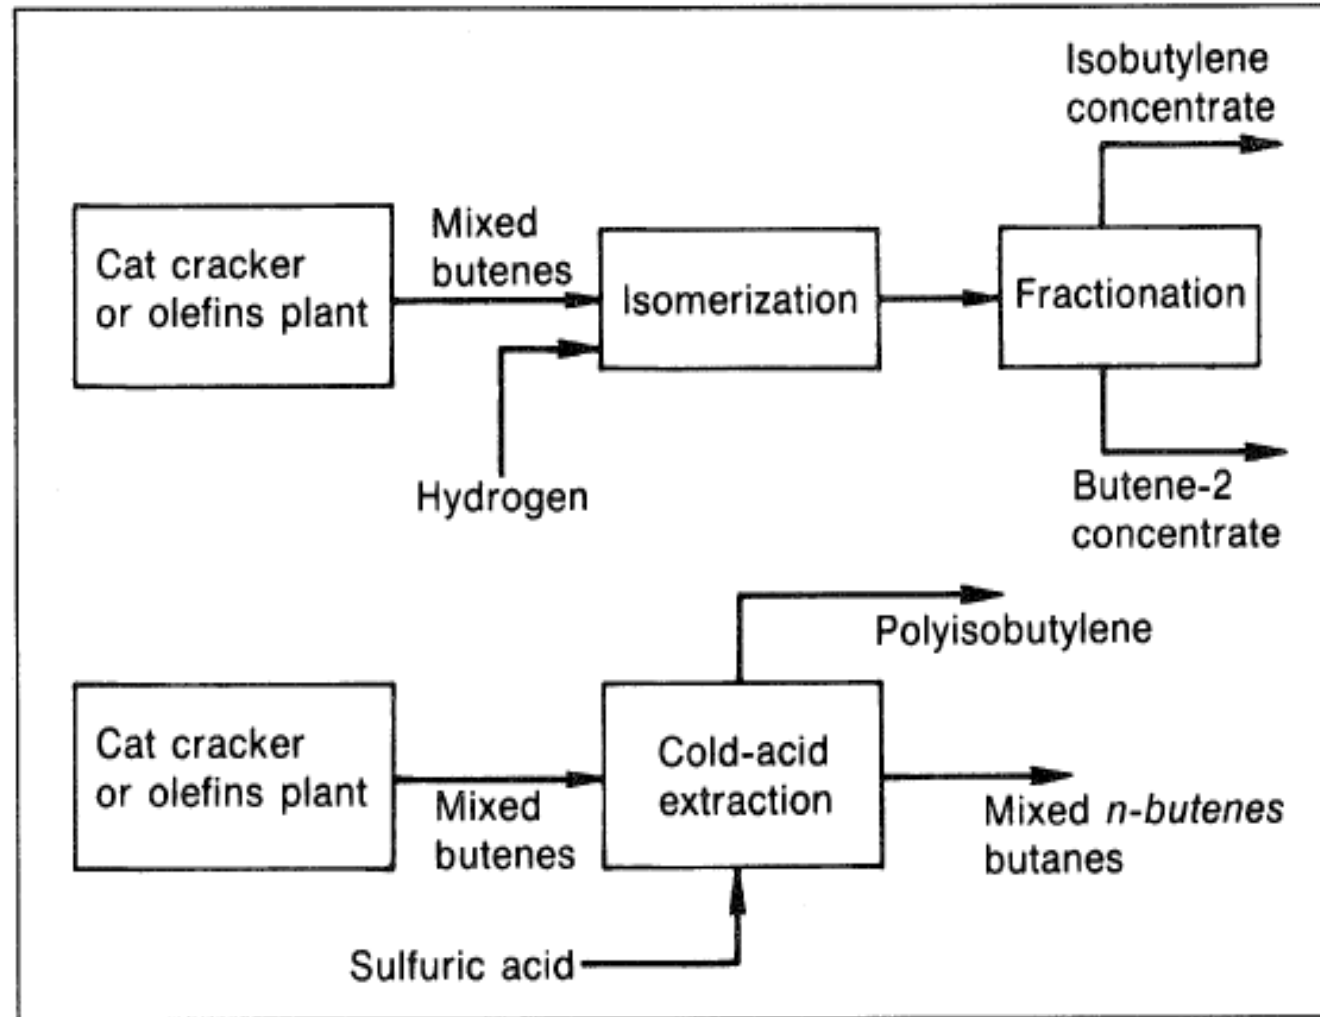 Isobutylene
concentrate
Cat cracker
or olefins plant
Mixed
butenes
Isomerization
Fractionation
Hydrogen
Butene-2
concentrate
Polyisobutylene
Cat cracker
or olefins plant
Mixed
butenes
Cold-acid
extraction
Mixed n-butenes
butanes
Sulfuric acid